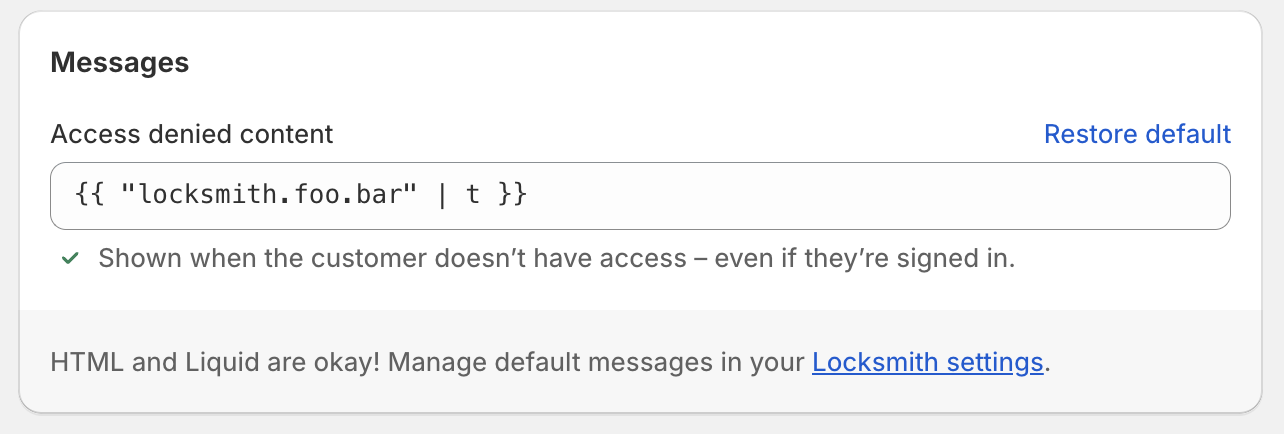 Messages
Access denied content
Restore default
{{ "locksmith.foo.bar" | t }}
Shown when the customer doesn’t have access – even if they’re signed in.
HTML and Liquid are okay! Manage default messages in your Locksmith settings.